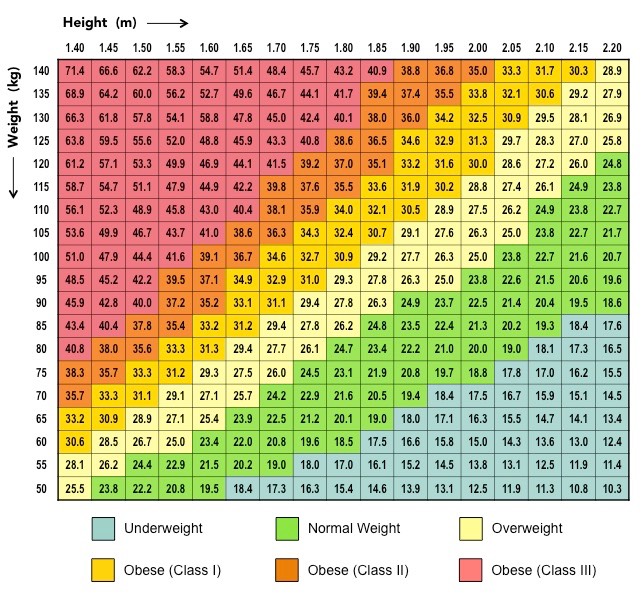 Height (m) →
1.40 1.45 1.50 1.55 1.60 1.65 1.70 1.75 1.80 1.85 1.90 1.95 2.00 2.05 2.10 2.15 2.20
← Weight (kg)
140 71.4 66.6 62.2 58.3 54.7 51.4 48.4 45.7 43.2 40.9 38.8 36.8 35.0 33.3 31.7 30.3 28.9
135 68.9 64.2 60.0 56.2 52.7 49.6 46.7 44.1 41.7 39.4 37.4 35.5 33.8 32.1 30.6 29.2 27.9
130 66.3 61.8 57.8 54.1 58.8 47.8 45.0 42.4 40.1 38.0 36.0 34.2 32.5 30.9 29.5 28.1 26.9
125 63.8 59.5 55.6 52.0 48.8 45.9 43.3 40.8 38.6 36.5 34.6 32.9 31.3 29.7 28.3 27.0 25.8
120 61.2 57.1 53.3 49.9 46.9 44.1 41.5 39.2 37.0 35.1 33.2 31.6 30.0 28.6 27.2 26.0 24.8
115 58.7 54.7 51.1 47.9 44.9 42.2 39.8 37.6 35.5 33.6 31.9 30.2 28.8 27.4 26.1 24.9 23.8
110 56.1 52.3 48.9 45.8 43.0 40.4 38.1 35.9 34.0 32.1 30.5 28.9 27.5 26.2 24.9 23.8 22.7
105 53.6 49.9 46.7 43.7 41.0 38.6 36.3 34.3 32.4 30.7 29.1 27.6 26.3 25.0 23.8 22.7 21.7
100 51.0 47.9 44.4 41.6 39.1 36.7 34.6 32.7 30.9 29.2 27.7 26.3 25.0 23.8 22.7 21.6 20.7
95 48.5 45.2 42.2 39.5 37.1 34.9 32.9 31.0 29.3 27.8 26.3 25.0 23.8 22.6 21.5 20.6 19.6
90 45.9 42.8 40.0 37.2 35.2 33.1 31.1 29.4 27.8 26.3 24.9 23.7 22.5 21.4 20.4 19.5 18.6
85 43.4 40.4 37.8 35.4 33.2 31.2 29.4 27.8 26.2 24.8 23.5 22.4 21.3 20.2 19.3 18.4 17.6
80 40.8 38.0 35.6 33.3 31.3 29.4 27.7 26.1 24.7 23.4 22.2 21.0 20.0 19.0 18.1 17.3 16.5
75 38.3 35.7 33.3 31.2 29.3 27.5 26.0 24.5 23.1 21.9 20.8 19.7 18.8 17.8 17.0 16.2 15.5
70 35.7 33.3 31.1 29.1 27.1 25.7 24.2 22.9 21.6 20.5 19.4 18.4 17.5 16.7 15.9 15.1 14.5
65 33.2 30.9 28.9 27.1 25.4 23.9 22.5 21.2 20.1 19.0 18.0 17.1 16.3 15.5 14.7 14.1 13.4
60 30.6 28.5 26.7 25.0 23.4 22.0 20.8 19.6 18.5 17.5 16.6 15.8 15.0 14.3 13.6 13.0 12.4
55 28.1 26.2 24.4 22.9 21.5 20.2 19.0 18.0 17.0 16.1 15.2 14.5 13.8 13.1 12.5 11.9 11.4
50 25.5 23.8 22.2 20.8 19.5 18.4 17.3 16.3 15.4 14.6 13.9 13.1 12.5 11.9 11.3 10.8 10.3
Underweight Normal Weight Overweight
Obese (Class I) Obese (Class II) Obese (Class III)